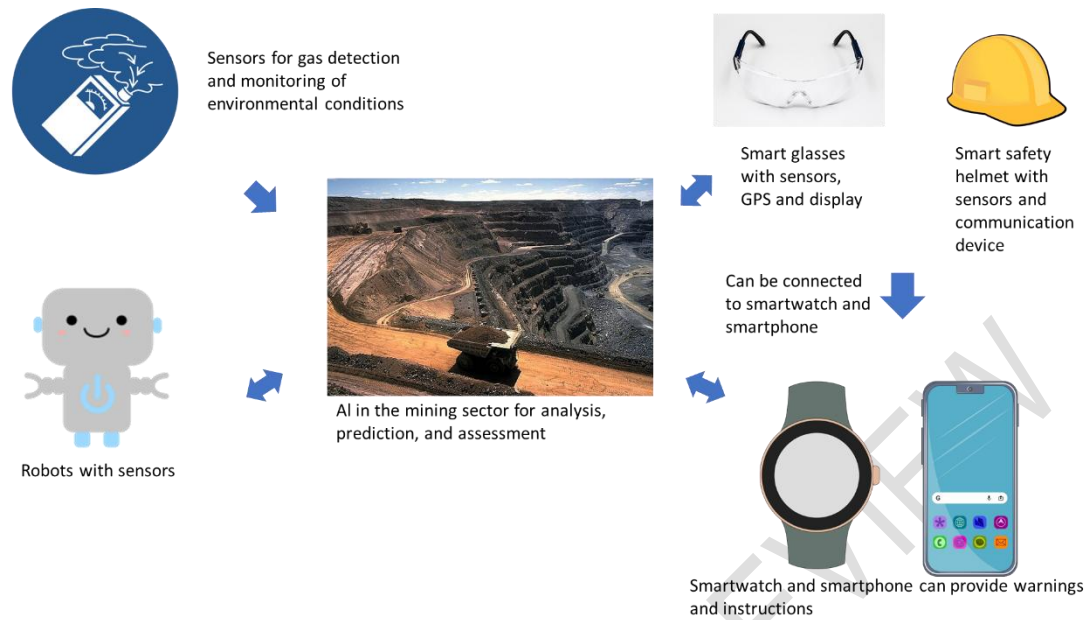 Sensors for gas detection
and monitoring of
environmental conditions
Smart glasses
with sensors,
GPS and display
Smart safety
helmet with
sensors and
communication
device
Can be connected
to smartwatch and
smartphone
AI in the mining sector for analysis,
prediction, and assessment
Robots with sensors
G
Smartwatch and smartphone can provide warnings
and instructions